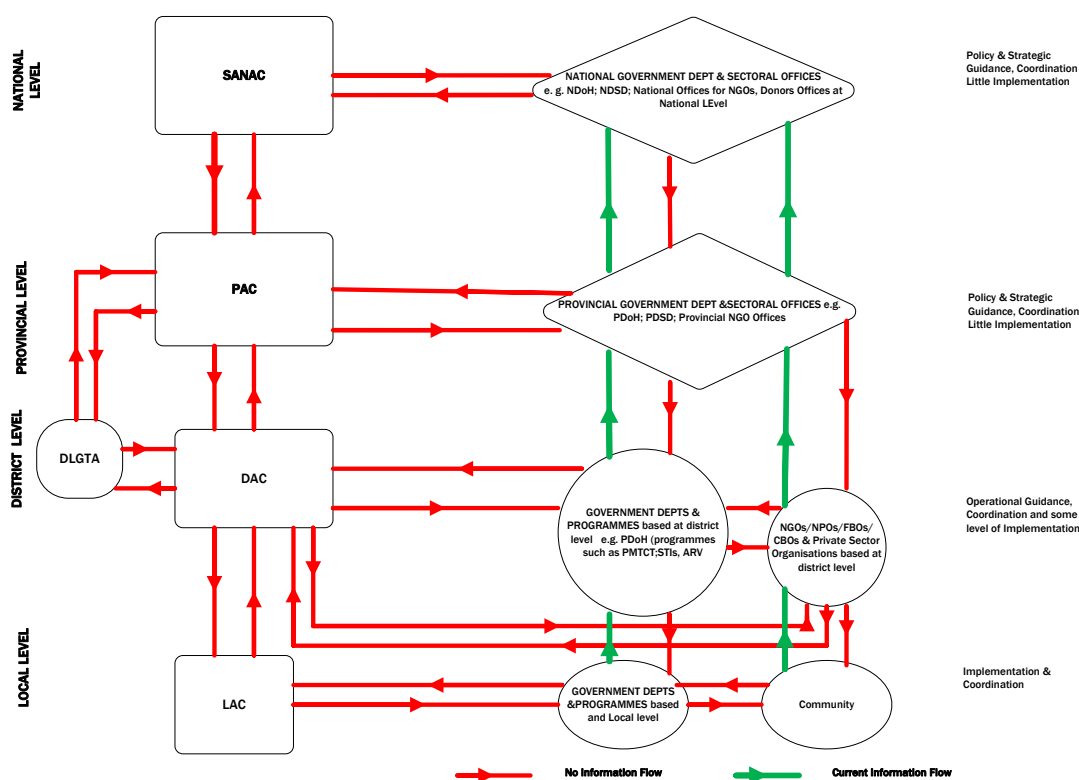 NATIONAL
LEVEL
SANAC
NATIONAL GOVERNMENT DEPT & SECTORAL OFFICES
e. g. NDoH; NDSD; National Offices for NGOs, Donors Offices at
National LEvel
Policy & Strategic
Guidance, Coordination
Little Implementation
PROVINCIAL LEVEL
PAC
PROVINCIAL GOVERNMENT DEPT &SECTORAL OFFICES e.g.
PDoH; PDSD; Provincial NGO Offices
Policy & Strategic
Guidance, Coordination
Little Implementation
DISTRICT LEVEL
DLGTA
DAC
GOVERNMENT DEPTS &
PROGRAMMES based at district
level e.g. PDoH (programmes
such as PMTCT;STIs, ARV
NGOs/NPOs/FBOs/
CBOs & Private Sector
Organisations based at
district level
Operational Guidance,
Coordination and some
level of Implementation
LOCAL LEVEL
LAC
GOVERNMENT DEPTS
&PROGRAMMES based
and Local level
Community
Implementation &
Coordination
No Information Flow
Current Information Flow